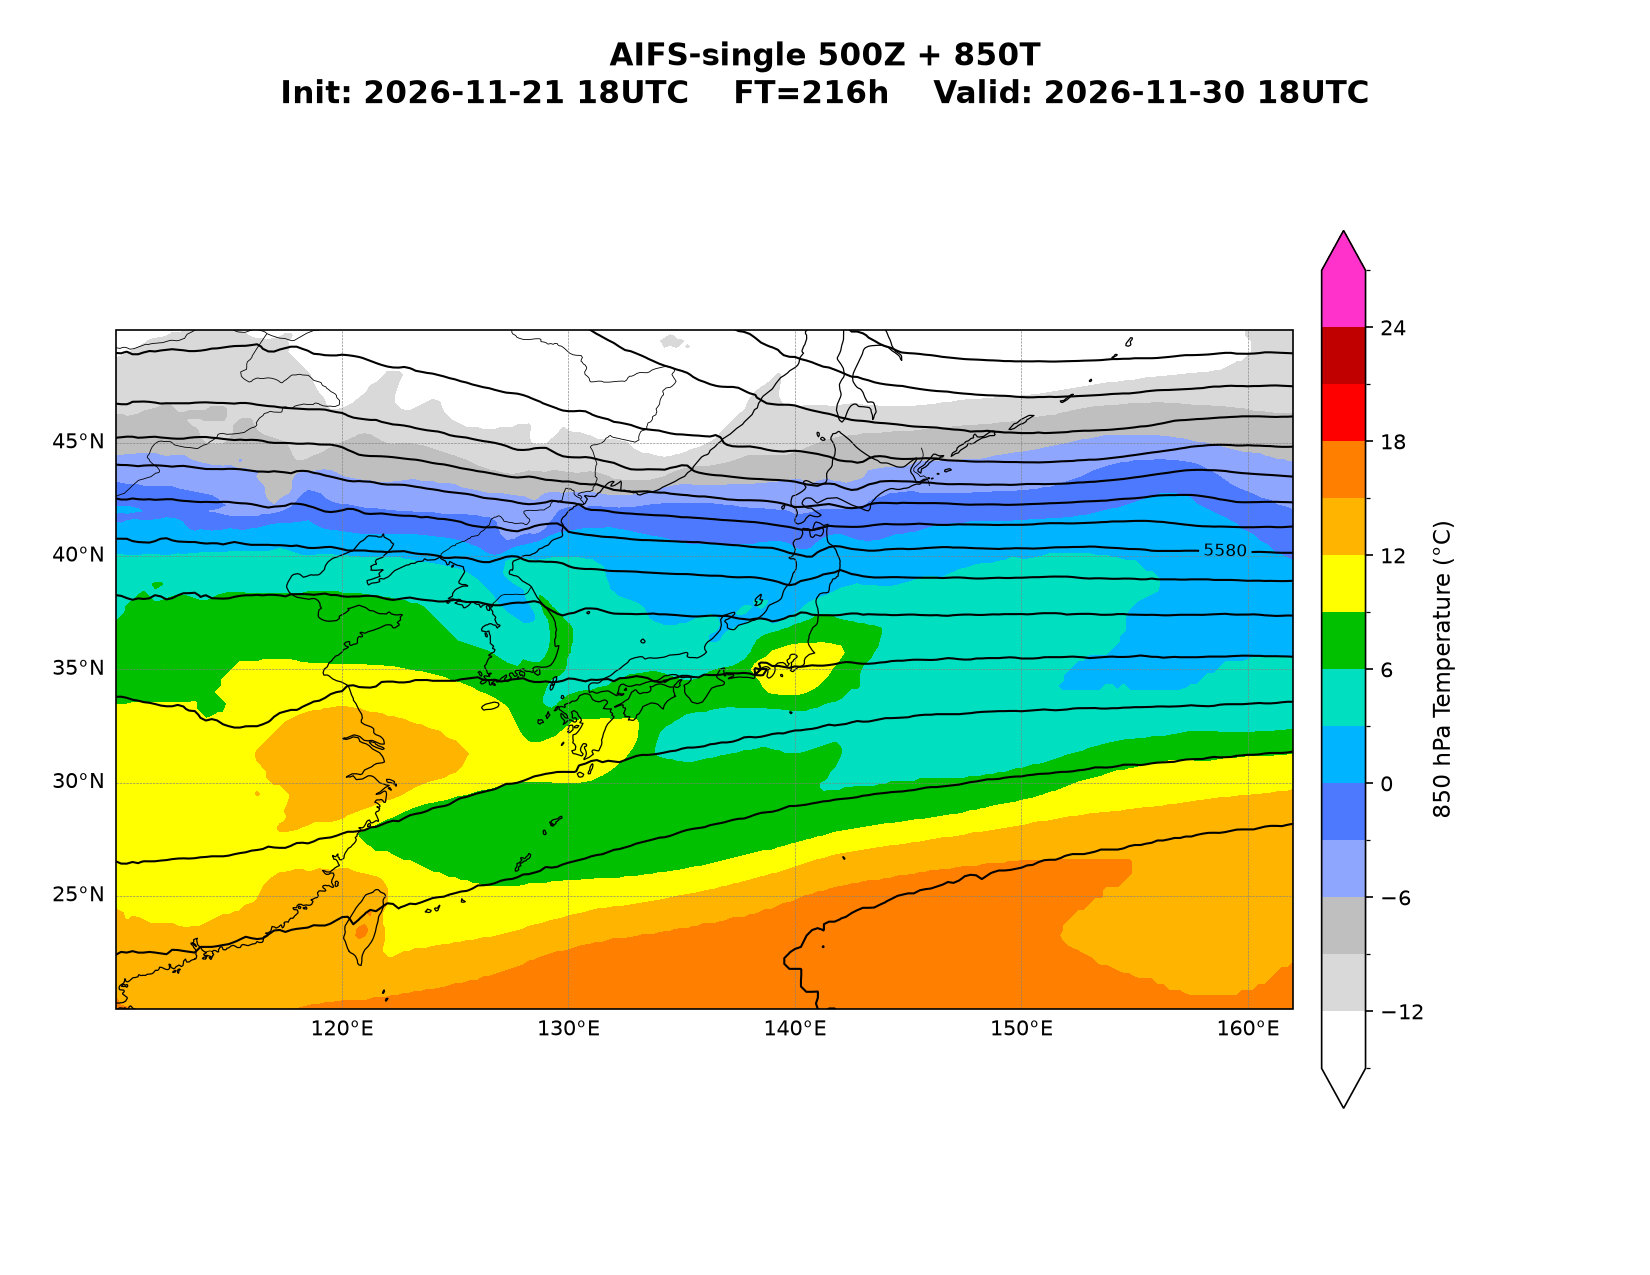 AIFS-single 500Z + 850T
Init: 2026-11-21 18UTC    FT=216h    Valid: 2026-11-30 18UTC
45°N
40°N
35°N
30°N
25°N
120°E
130°E
140°E
150°E
160°E
5580
24
18
12
6
0
−6
−12
850 hPa Temperature (°C)